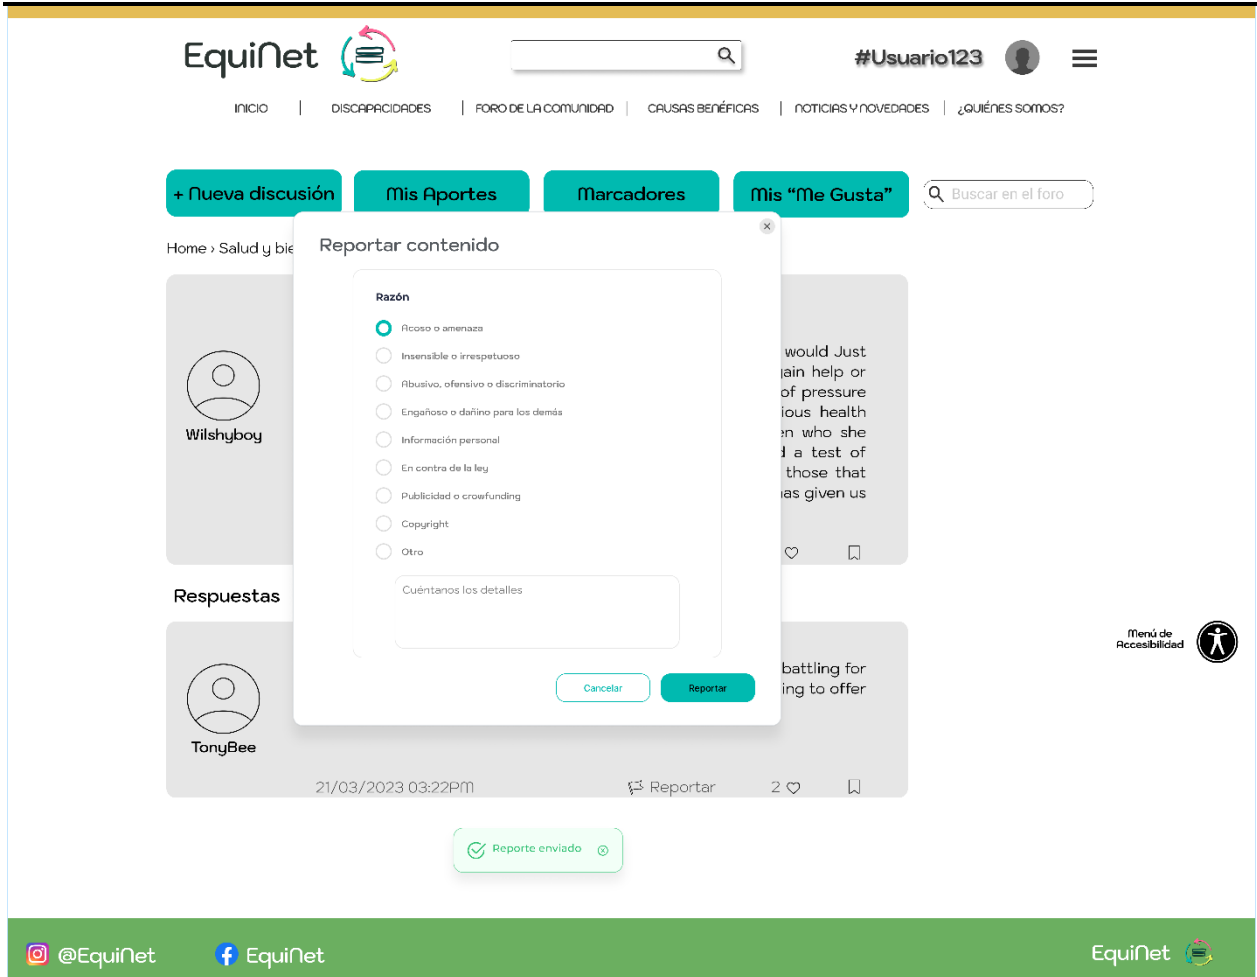 EquiNet
#Usuario123
INICIO | DISCAPACIDADES | FORO DE LA COMUNIDAD | CAUSAS BENÉFICAS | NOTICIAS Y NOVEDADES | ¿QUIÉNES SOMOS?
+ Nueva discusión
Mis Aportes
Marcadores
Mis “Me Gusta”
Buscar en el foro
Home › Salud y
Reportar contenido
Razón
Acoso o amenaza
Insensible o irrespetuoso
Abusivo, ofensivo o discriminatorio
Engañoso o dañino para los demás
Información personal
En contra de la ley
Publicidad o crowfunding
Copyright
Otro
Cuéntanos los detalles
Cancelar
Reportar
Wilshyboy
would Just
help or
of pressure
health
who she
a test of
those that
has given us
Respuestas
TonyBee
battling for
to offer
21/03/2023 03:22PM
Reportar
2
Menú de
Accesibilidad
Reporte enviado
@EquiNet
EquiNet
EquiNet